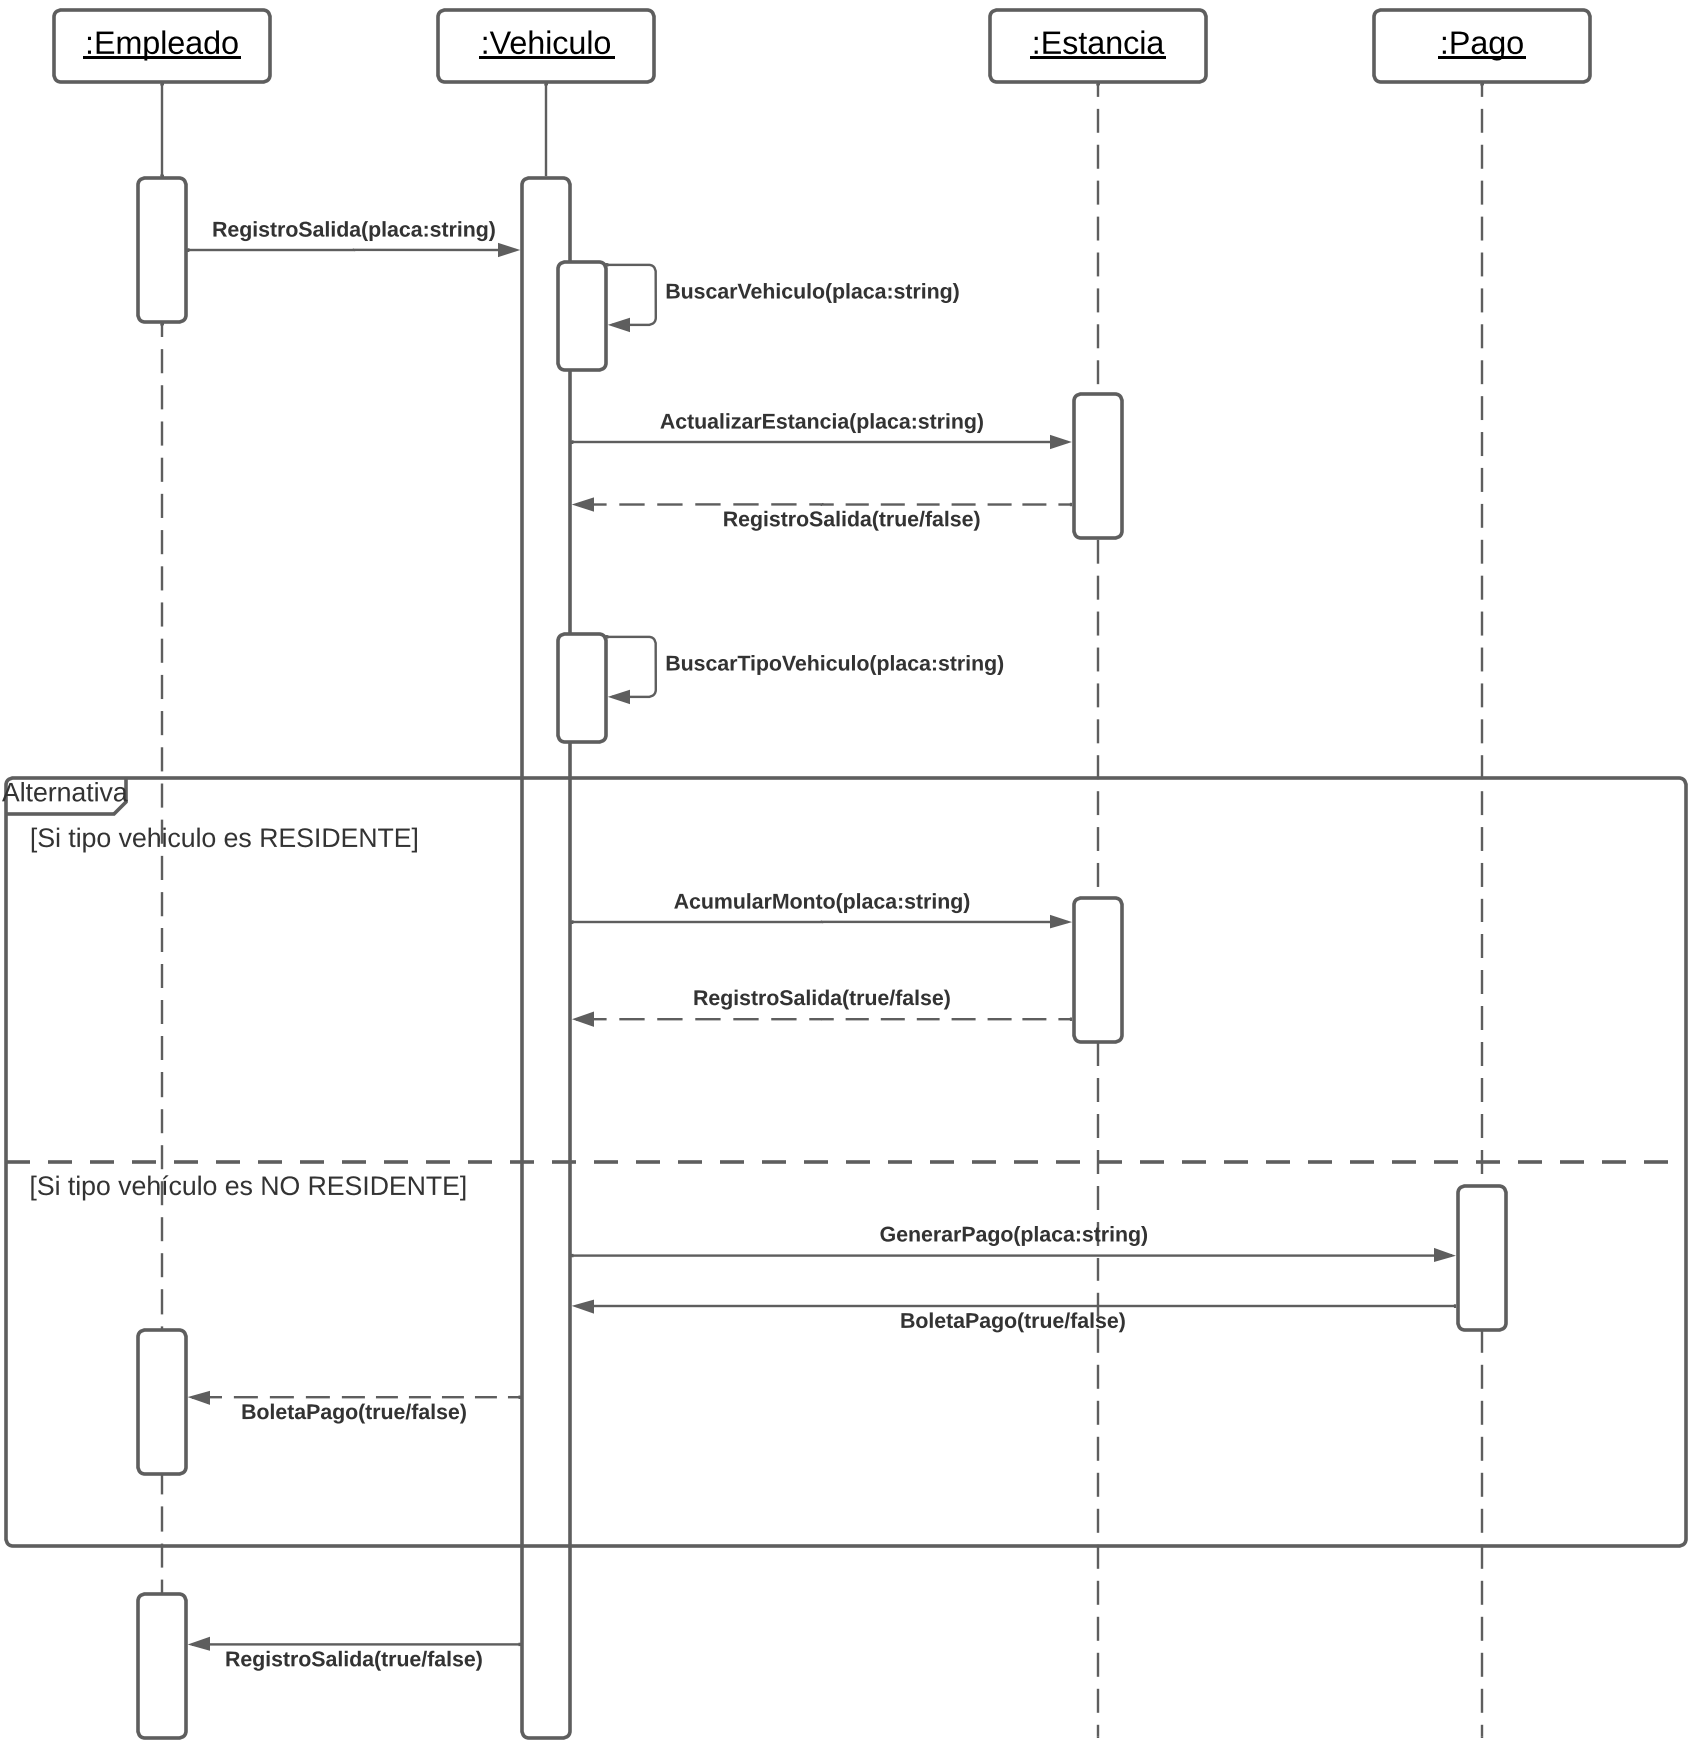 :Empleado
:Vehiculo
:Estancia
:Pago
RegistroSalida(placa:string)
BuscarVehiculo(placa:string)
ActualizarEstancia(placa:string)
RegistroSalida(true/false)
BuscarTipoVehiculo(placa:string)
Alternativa
[Si tipo vehículo es RESIDENTE]
AcumularMonto(placa:string)
RegistroSalida(true/false)
[Si tipo vehículo es NO RESIDENTE]
GenerarPago(placa:string)
BoletaPago(true/false)
BoletaPago(true/false)
RegistroSalida(true/false)